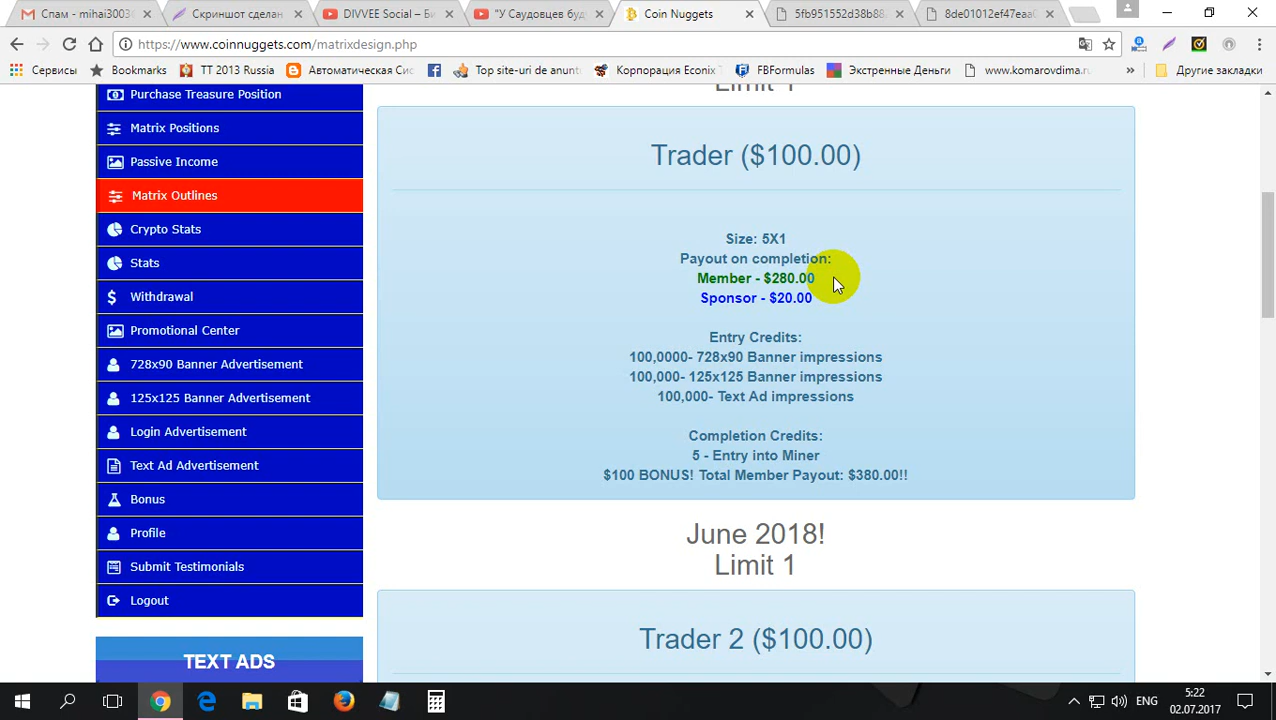 Gmail - mihai3003
Скриншот сделан
DIVVEE Social – Б
"У Саудовцев буд
Coin Nuggets
5fb951552d38b88
8de01012ef47eaa
https://www.coinnuggets.com/matrixdesign.php
Сервисы
Bookmarks
TT 2013 Russia
Автоматическая Сис
Top site-uri de anunt
Корпорация Econix
FBFormulas
Экстренные Деньги
www.komarovdima.ru
»
Другие закладки
Purchase Treasure Position
Matrix Positions
Passive Income
Matrix Outlines
Crypto Stats
Stats
Withdrawal
Promotional Center
728x90 Banner Advertisement
125x125 Banner Advertisement
Login Advertisement
Text Ad Advertisement
Bonus
Profile
Submit Testimonials
Logout
TEXT ADS
Limit 1
Trader ($100.00)
Size: 5X1
Payout on completion:
Member - $280.00
Sponsor - $20.00
Entry Credits:
100,0000- 728x90 Banner impressions
100,000- 125x125 Banner impressions
100,000- Text Ad impressions
Completion Credits:
5 - Entry into Miner
$100 BONUS! Total Member Payout: $380.00!!
June 2018!
Limit 1
Trader 2 ($100.00)
ENG
5:22
02.07.2017